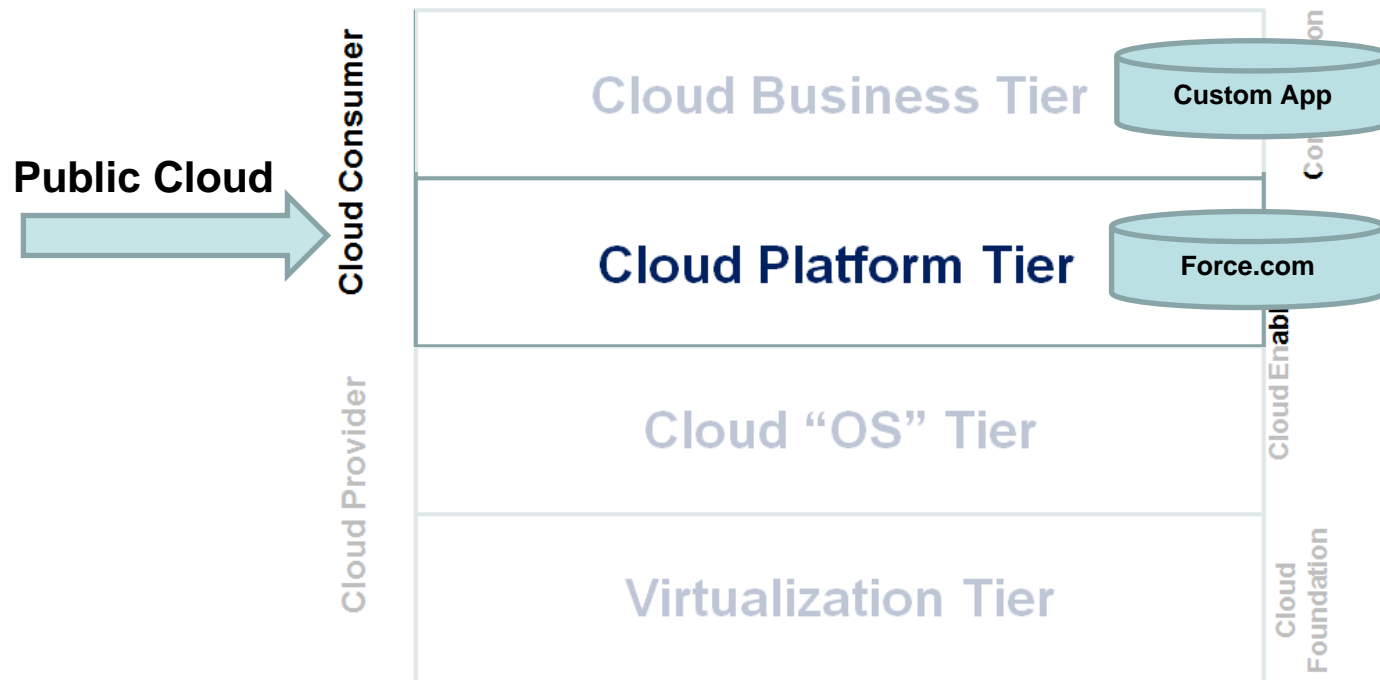 Cloud Consumer
Cloud Business Tier
Custom App
Public Cloud
Cloud Platform Tier
Force.com
Cloud Provider
Cloud “OS” Tier
Cloud
Virtualization Tier
Cloud
Foundation